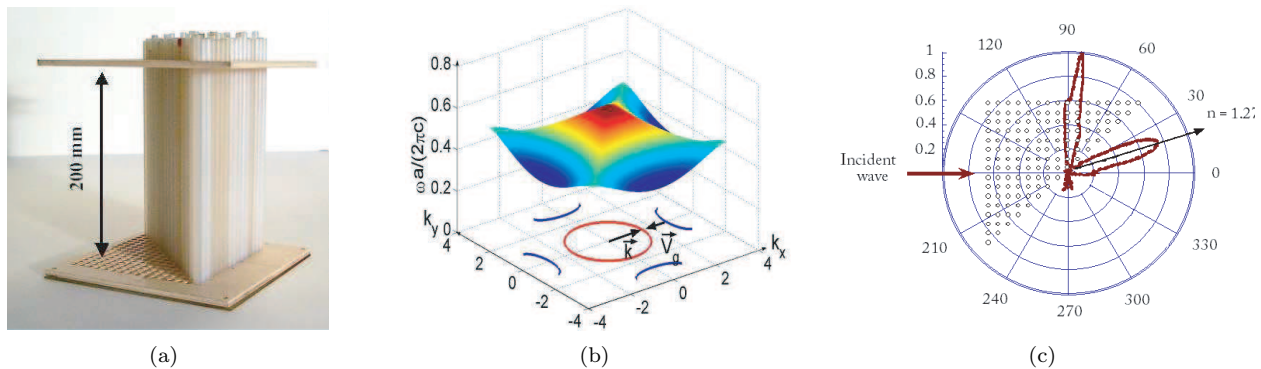 200 mm
(a)
ωa/(2πc)
0.8
0.6
0.4
0.2
0
k_y
4
2
0
-2
-4
-4
-2
0
2
4
k_x
k
V_g
(b)
90
120
60
1
0.8
0.6
0.4
0.2
30
n = 1.27
Incident
wave
0
210
330
240
300
270
(c)